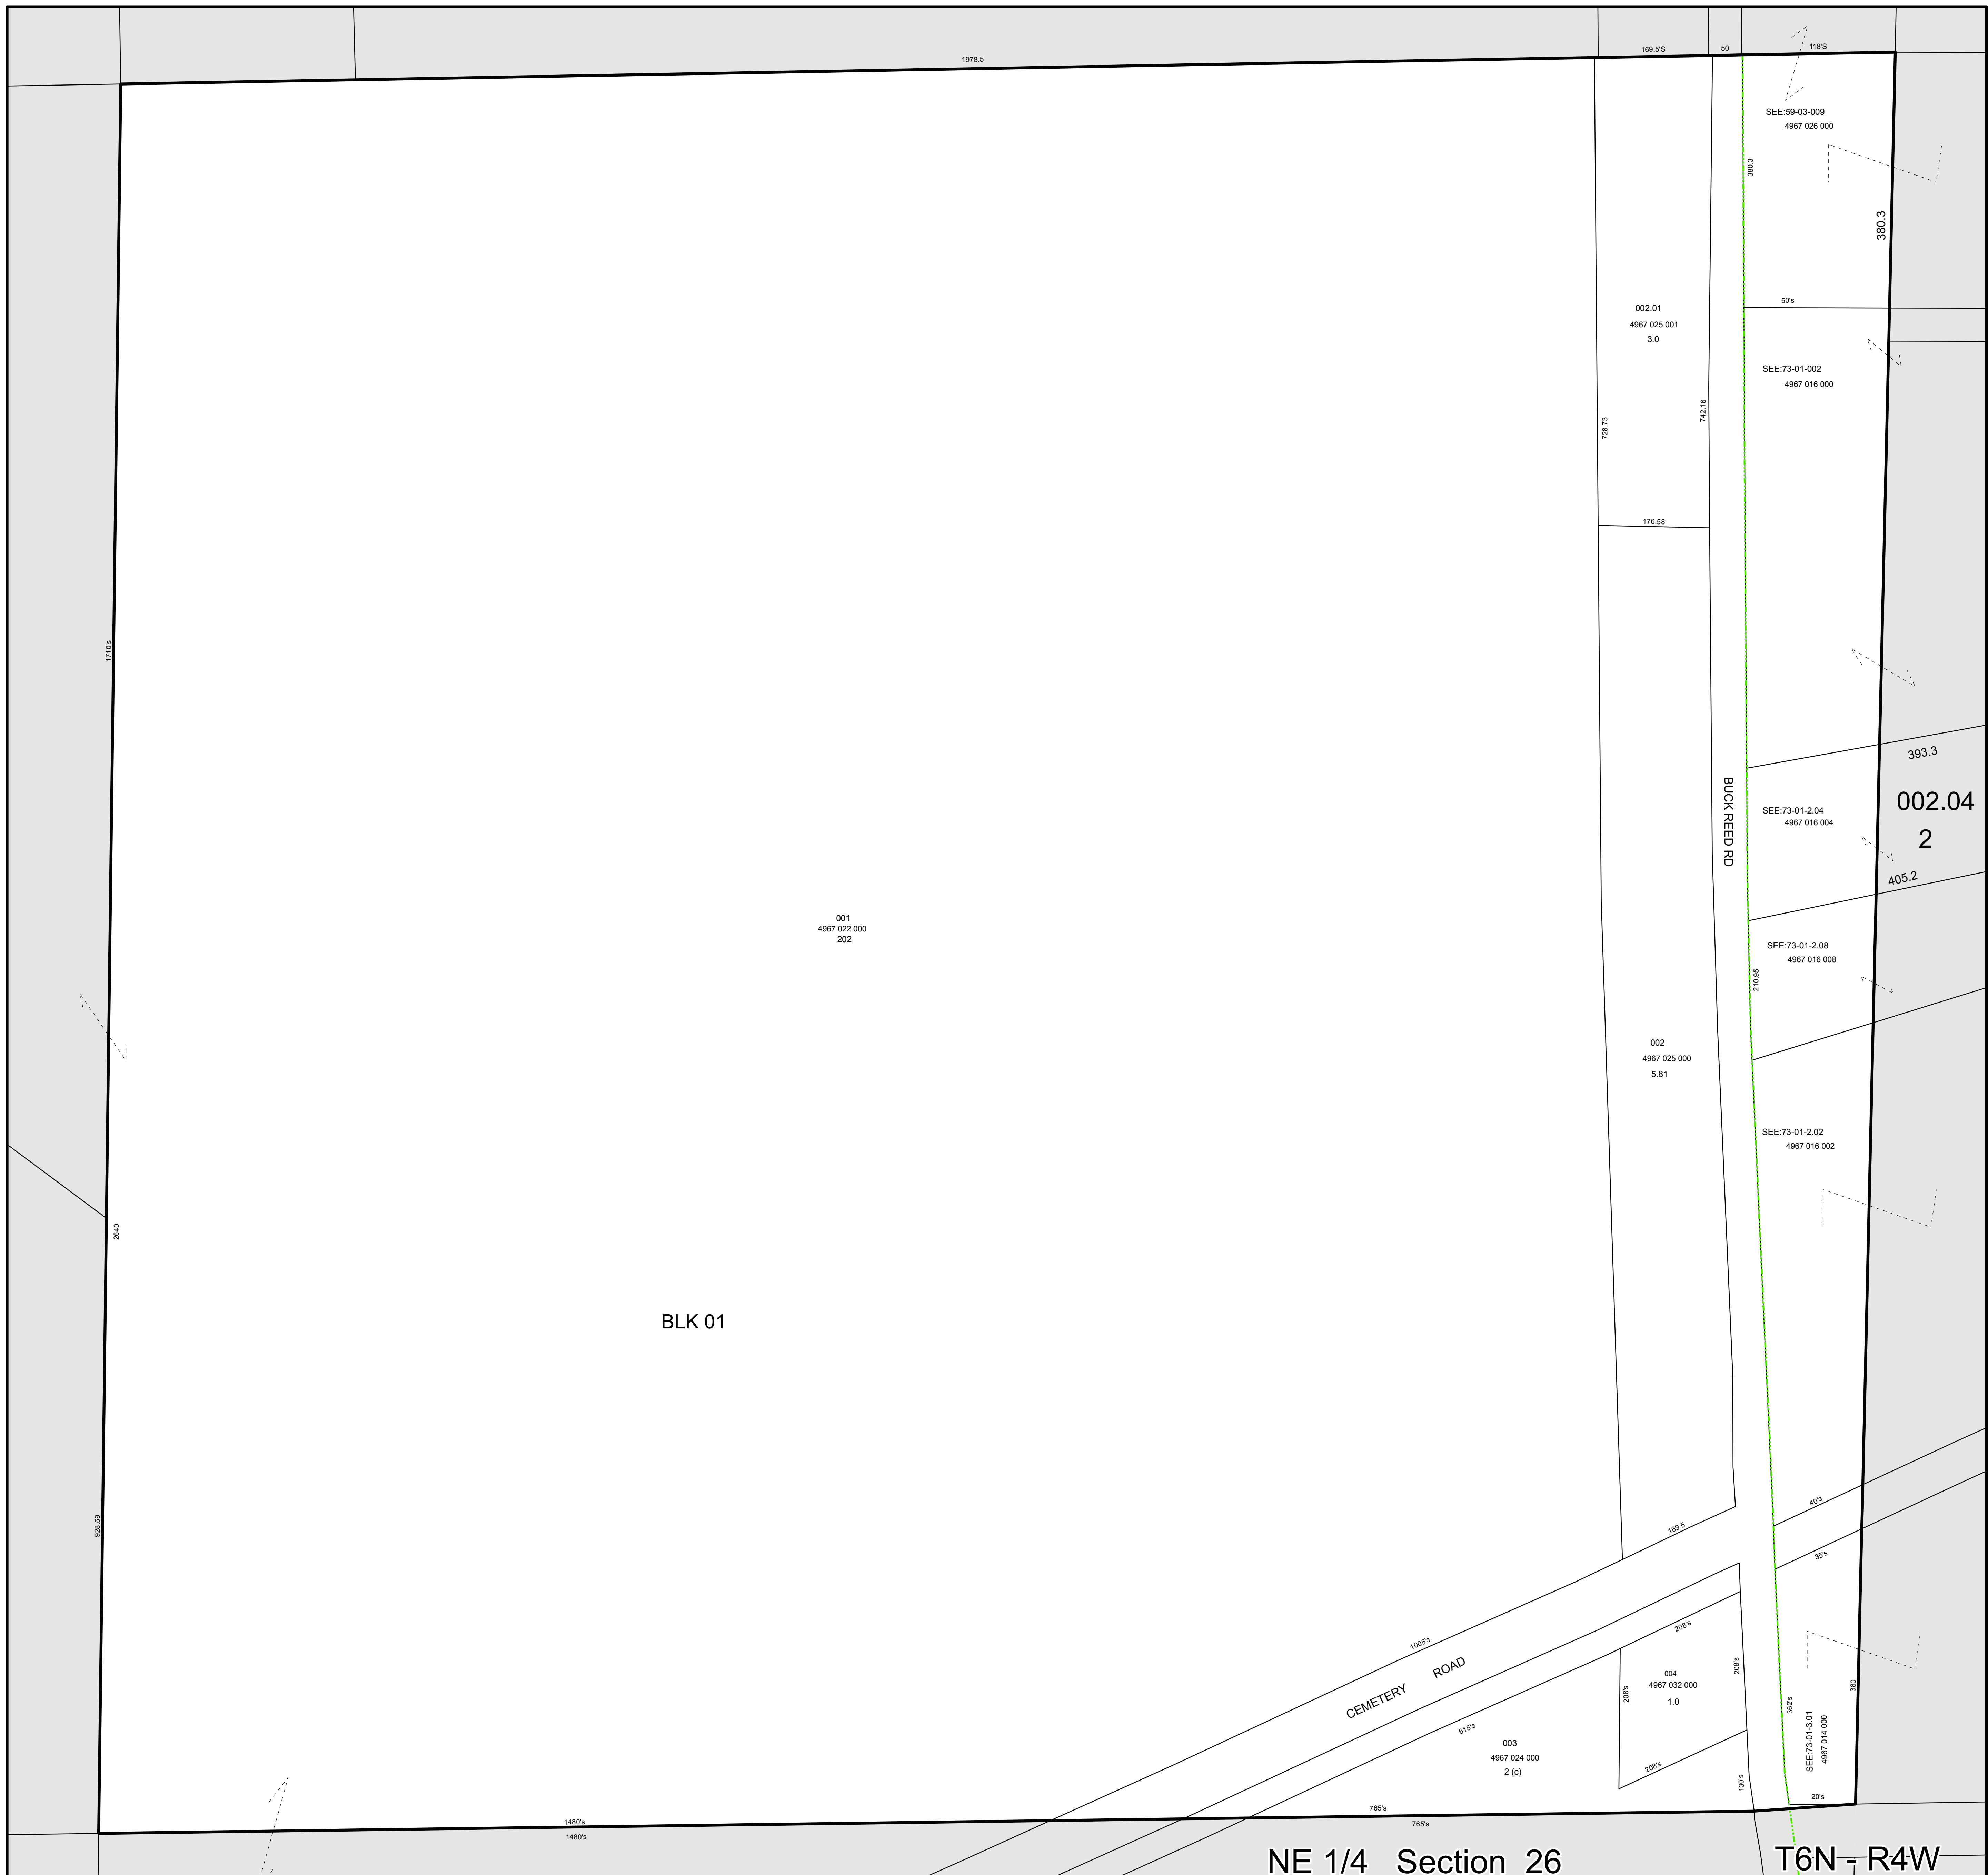 1978.5
169.5'S
50
118'S
SEE:59-03-009
4967 026 000
380.3
380.3
50's
002.01
4967 025 001
3.0
SEE:73-01-002
4967 016 000
728.73
742.16
176.58
1710's
393.3
BUCK REED RD
SEE:73-01-2.04
4967 016 004
002.04
2
405.2
001
4967 022 000
202
SEE:73-01-2.08
4967 016 008
210.95
002
4967 025 000
5.81
SEE:73-01-2.02
4967 016 002
2640
BLK 01
928.59
40's
169.5
35's
1005's
CEMETERY ROAD
208's
208's
208's
004
4967 032 000
1.0
208's
615's
003
4967 024 000
2 (c)
362's
380
SEE:73-01-3.01
4967 014 000
130's
20's
1480's
1480's
765's
765's
NE 1/4 Section 26
T6N - R4W